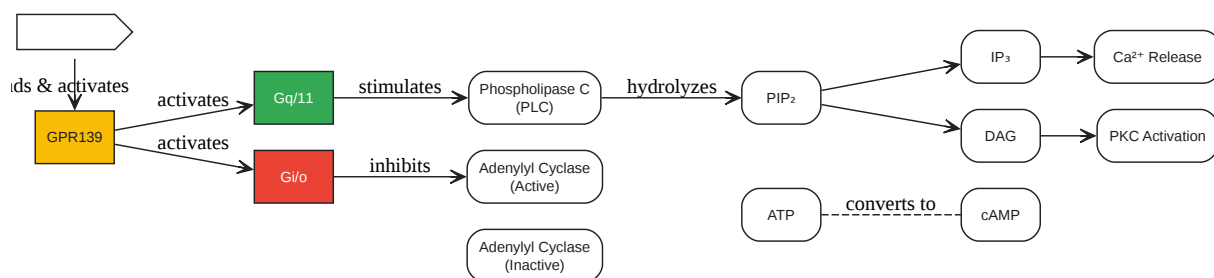 & activates
GPR139
activates
activates
Gq/11
Gi/o
stimulates
inhibits
Phospholipase C
(PLC)
Adenylyl Cyclase
(Active)
Adenylyl Cyclase
(Inactive)
hydrolyzes
PIP₂
IP₃
Ca²⁺ Release
DAG
PKC Activation
ATP
converts to
cAMP